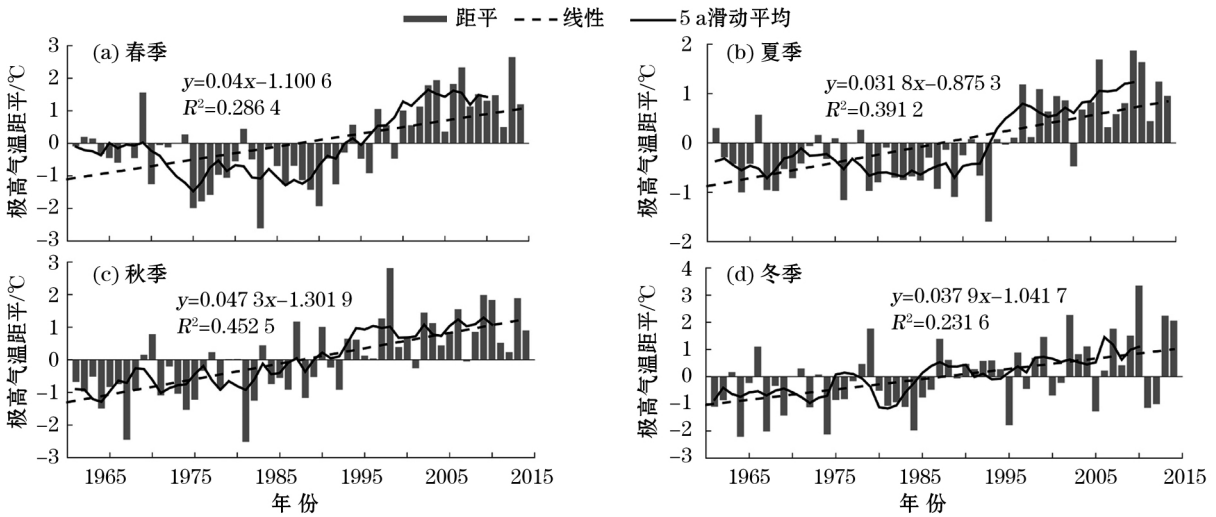 距平 线性 5 a滑动平均
(a) 春季
y=0.04x−1.100 6
R²=0.286 4
极高气温距平/℃
3
2
1
0
−1
−2
−3
(b) 夏季
y=0.031 8x−0.875 3
R²=0.391 2
极高气温距平/℃
2
1
0
−1
−2
(c) 秋季
y=0.047 3x−1.301 9
R²=0.452 5
极高气温距平/℃
3
2
1
0
−1
−2
−3
1965 1975 1985 1995 2005 2015
年 份
(d) 冬季
y=0.037 9x−1.041 7
R²=0.231 6
极高气温距平/℃
4
3
2
1
0
−1
−2
−3
1965 1975 1985 1995 2005 2015
年 份